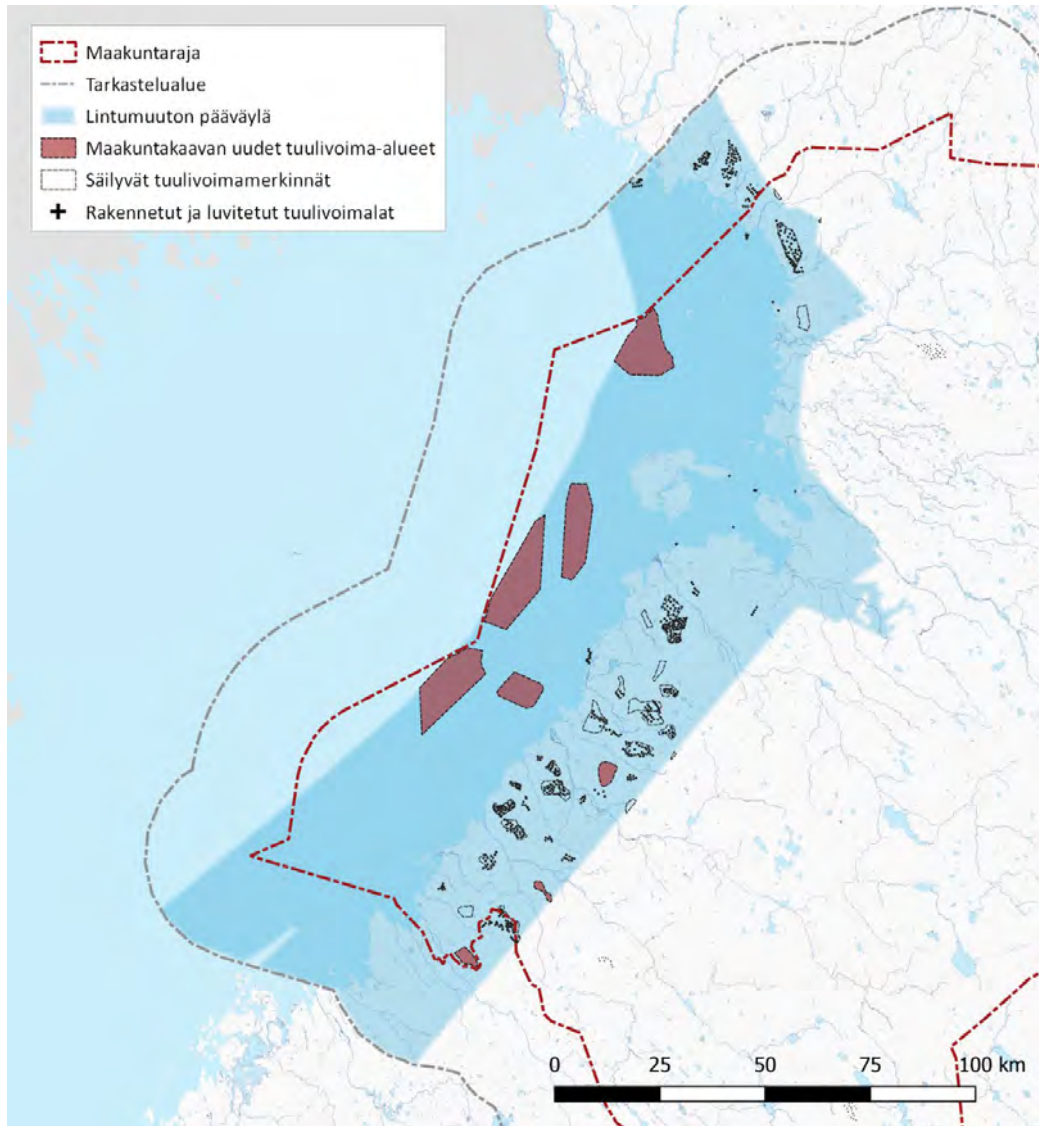 Maakuntaraja
Tarkastelualue
Lintumuuton pääväylä
Maakuntakaavan uudet tuulivoima-alueet
Säilyvät tuulivoimamerkinnät
Rakennetut ja luvitetut tuulivoimalat
0 25 50 75 100 km